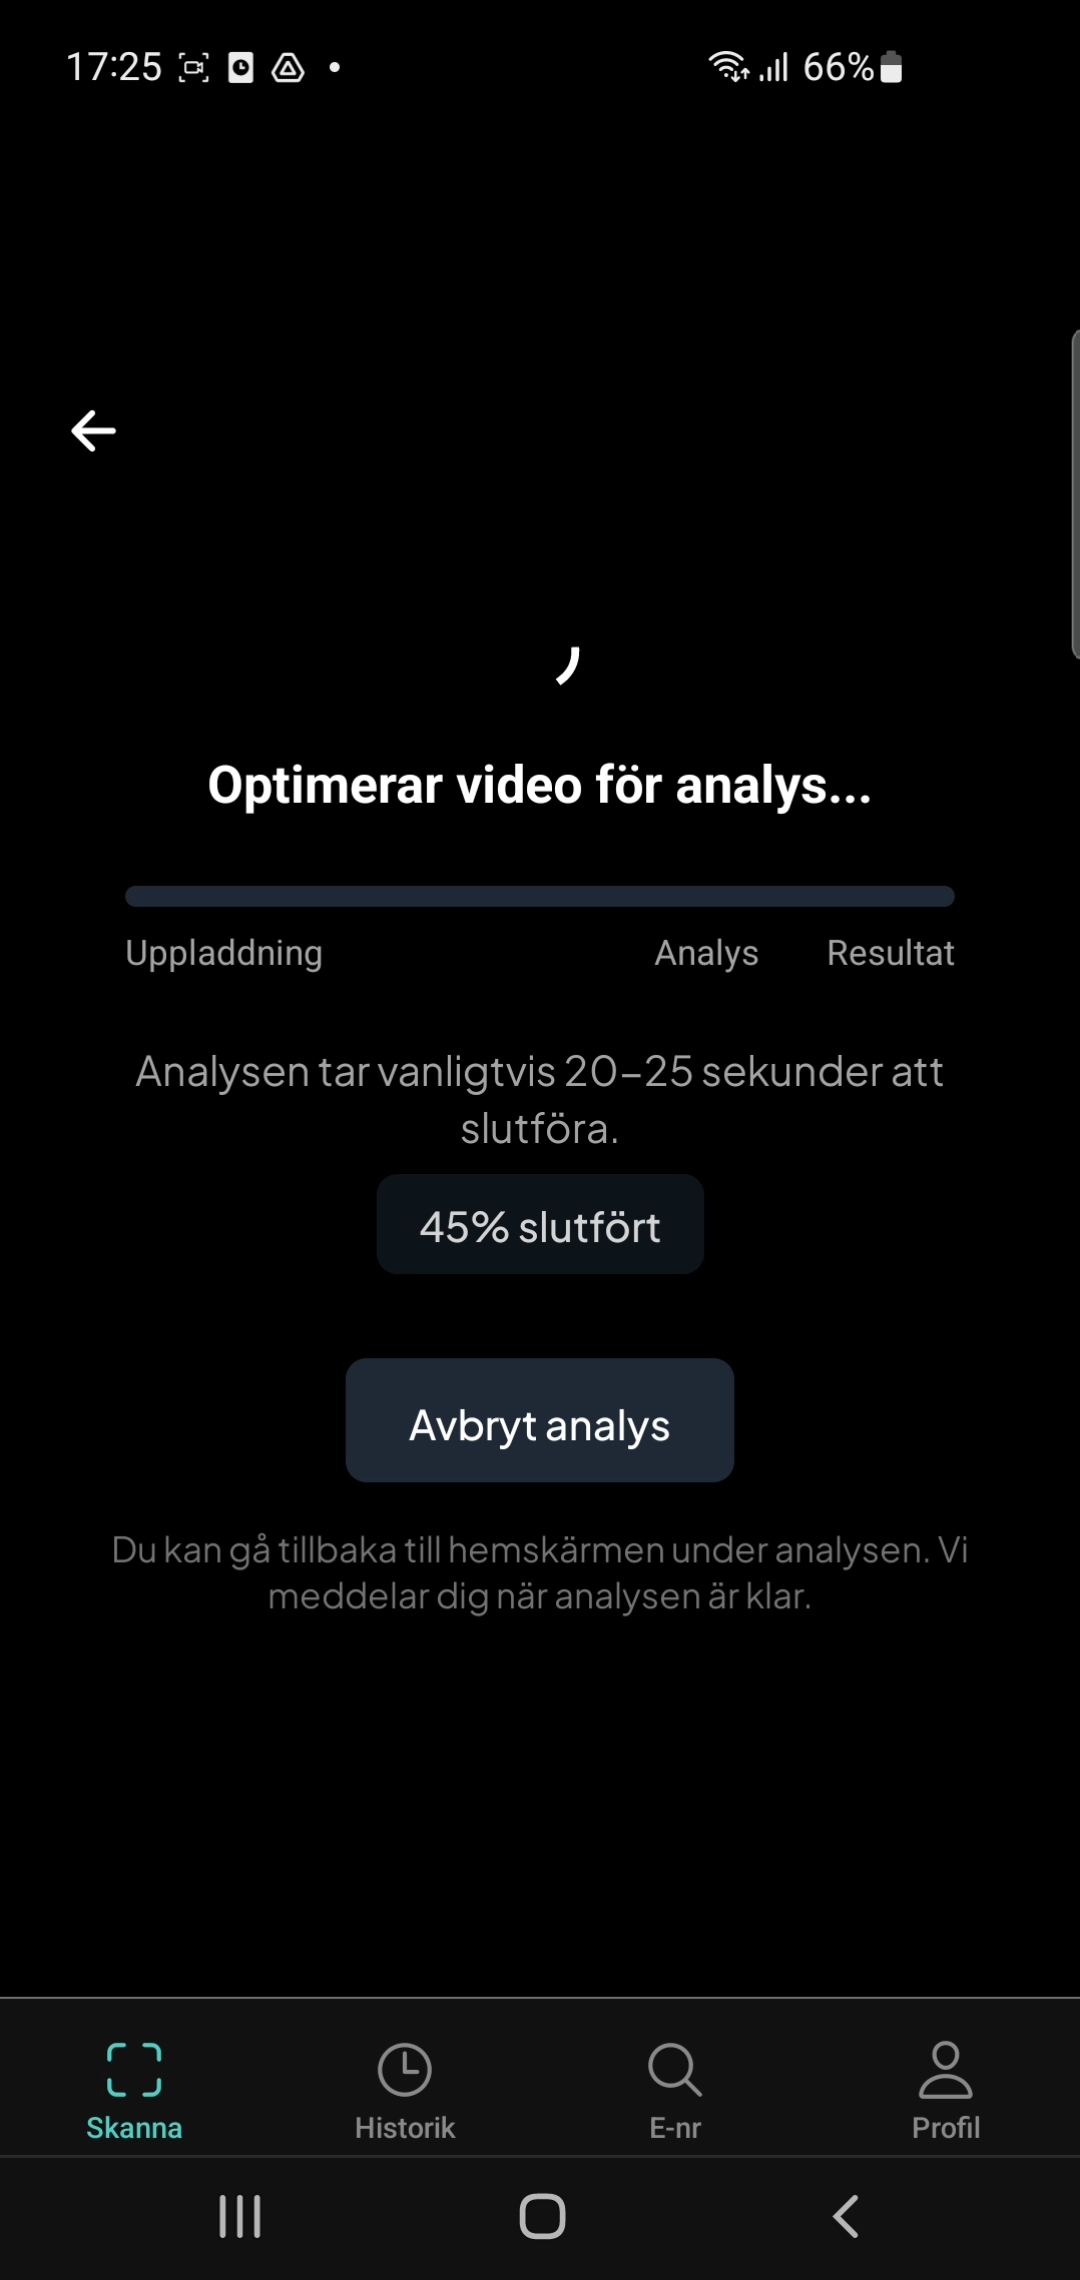 17:25
66%
Optimerar video för analys...
Uppladdning Analys Resultat
Analysen tar vanligtvis 20–25 sekunder att
slutföra.
45% slutfört
Avbryt analys
Du kan gå tillbaka till hemskärmen under analysen. Vi
meddelar dig när analysen är klar.
Skanna Historik E-nr Profil